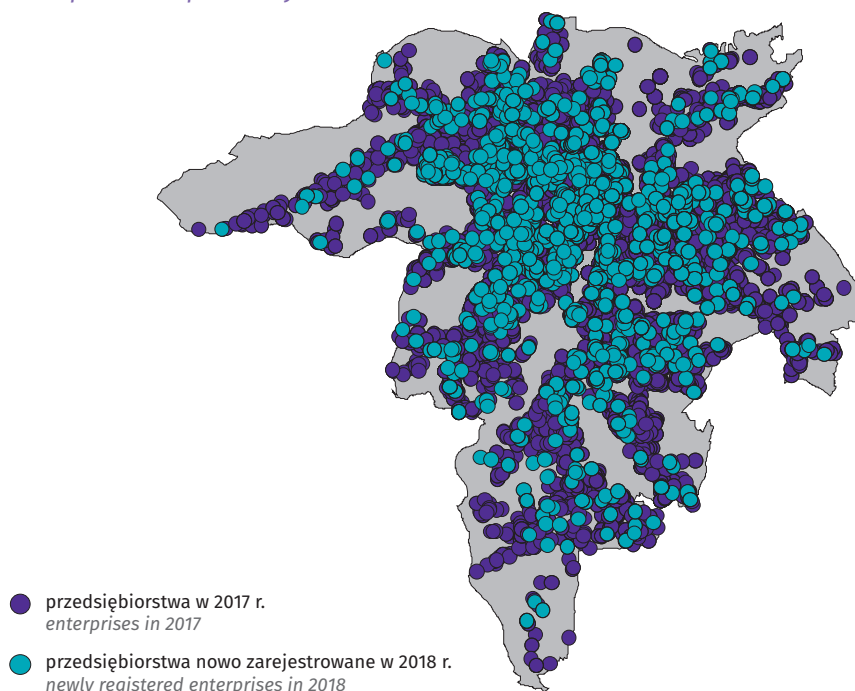 przedsiębiorstwa w 2017 r.
enterprises in 2017
przedsiębiorstwa nowo zarejestrowane w 2018 r.
newly registered enterprises in 2018